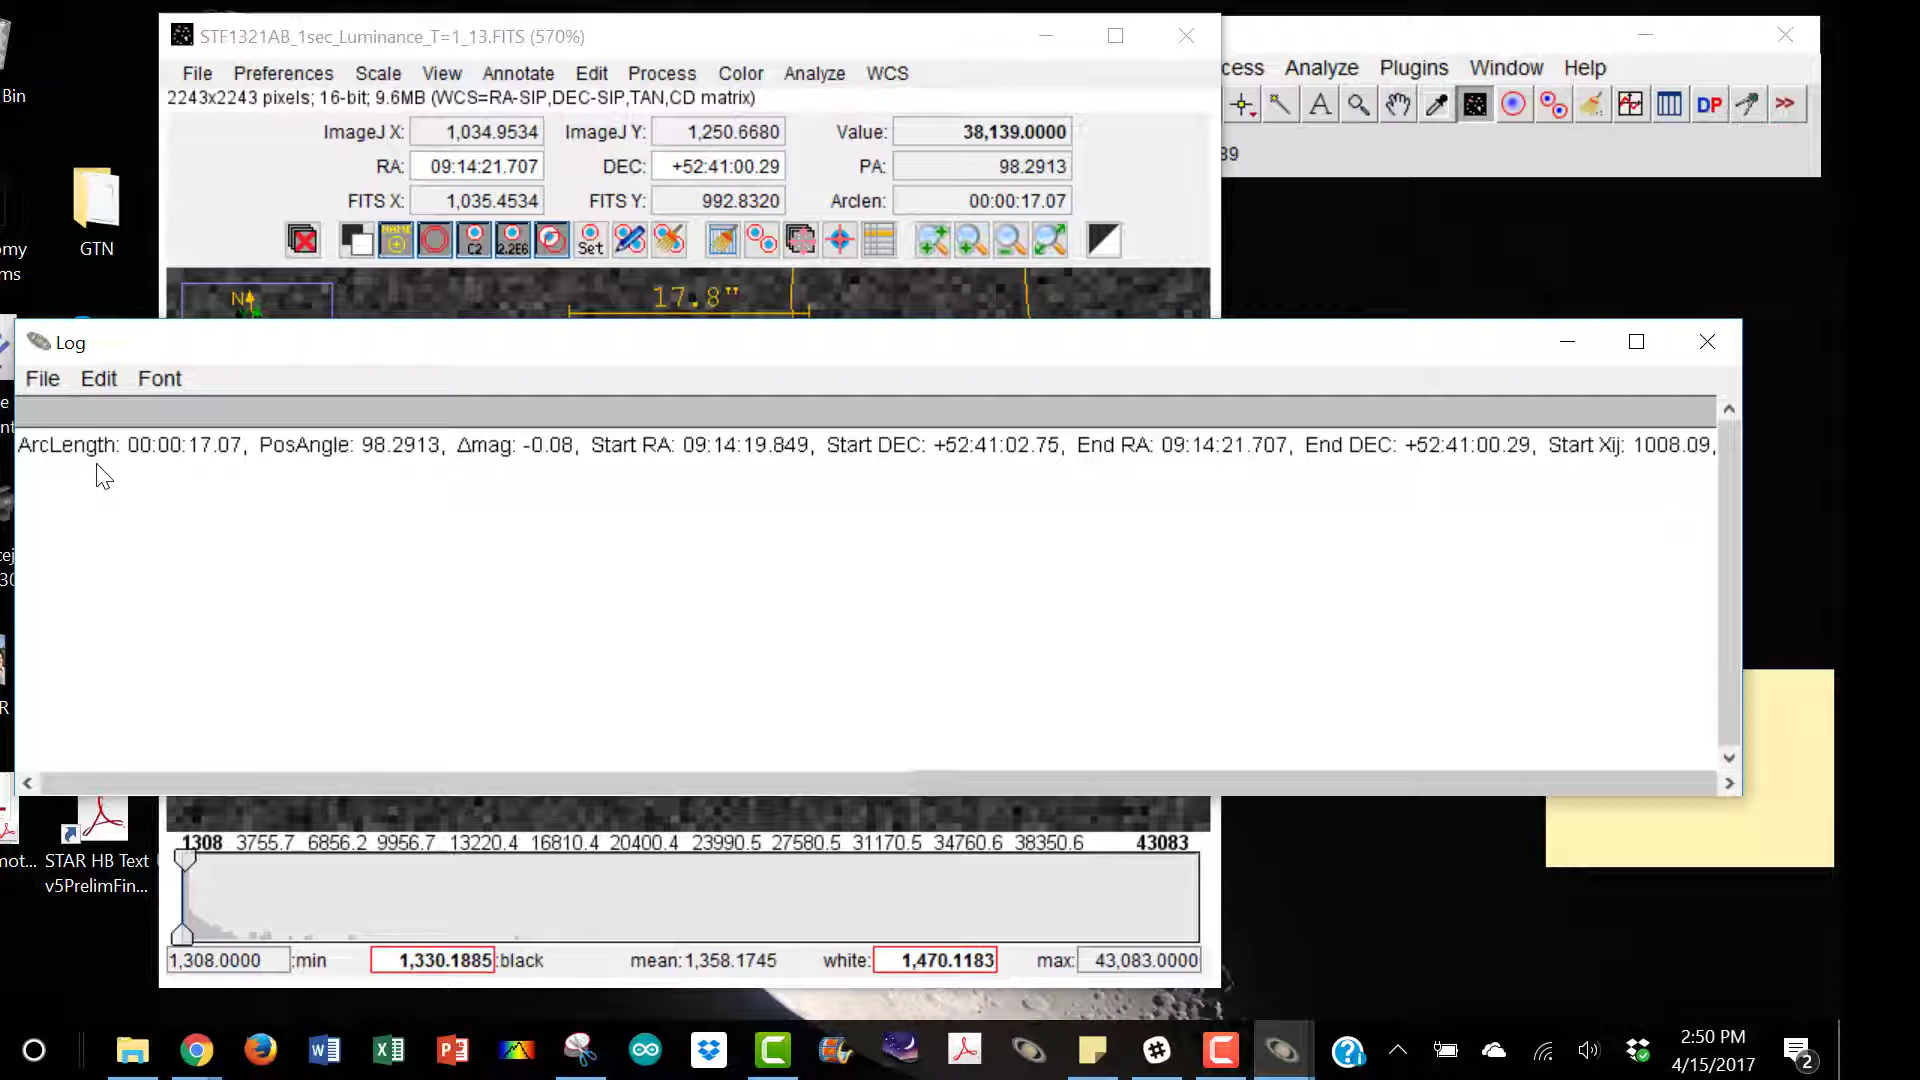 STF1321AB_1sec_Luminance_T=1_13.FITS (570%)
File Preferences Scale View Annotate Edit Process Color Analyze WCS
cess Analyze Plugins Window Help
2243x2243 pixels; 16-bit; 9.6MB (WCS=RA-SIP,DEC-SIP,TAN,CD matrix)
ImageJ X: 1,034.9534 ImageJ Y: 1,250.6680 Value: 38,139.0000
RA: 09:14:21.707 DEC: +52:41:00.29 PA: 98.2913
FITS X: 1,035.4534 FITS Y: 992.8320 Arclen: 00:00:17.07
A DP >>
39
C2 2.2E6 Set
N
17.8"
Bin
GTN
omy
ms
Log
File Edit Font
ArcLength: 00:00:17.07, PosAngle: 98.2913, Δmag: -0.08, Start RA: 09:14:19.849, Start DEC: +52:41:02.75, End RA: 09:14:21.707, End DEC: +52:41:00.29, Start Xij: 1008.09,
1308 3755.7 6856.2 9956.7 13220.4 16810.4 20400.4 23990.5 27580.5 31170.5 34760.6 38350.6 43083
1,308.0000 :min 1,330.1885 :black mean: 1,358.1745 white: 1,470.1183 max: 43,083.0000
mot... STAR HB Text
v5PrelimFin...
2:50 PM
4/15/2017
2